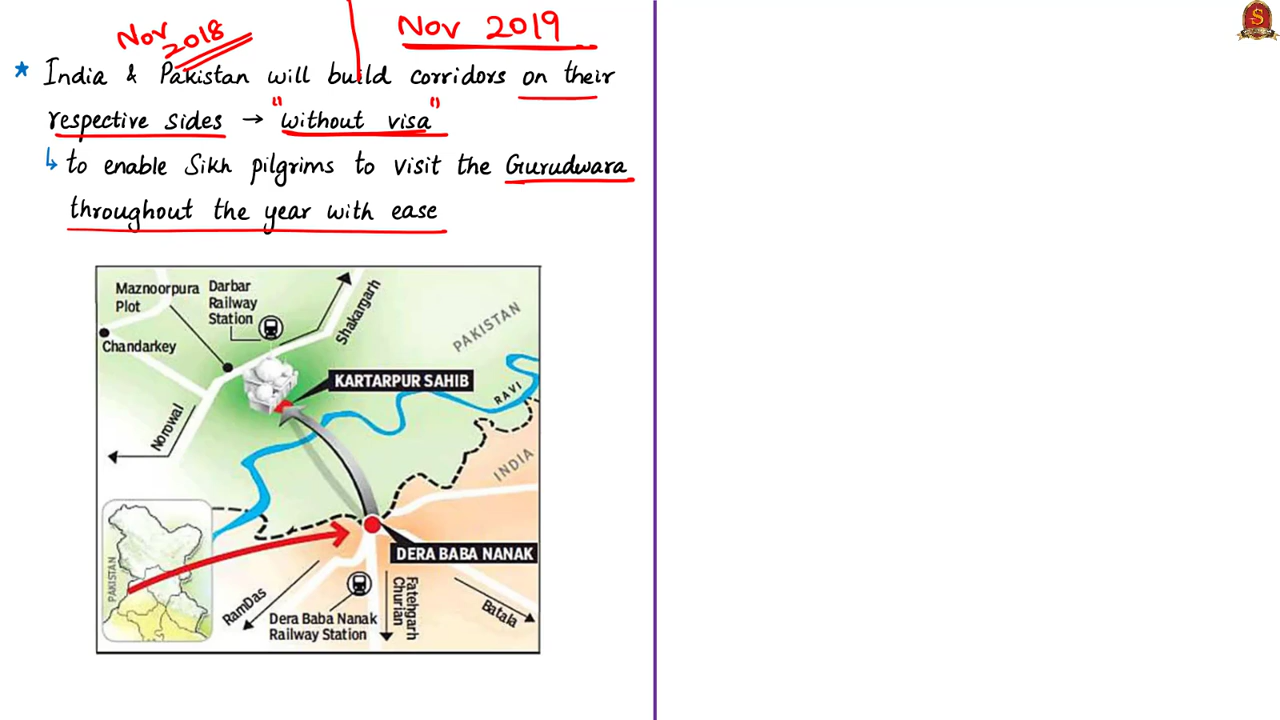 Nov 2018
Nov 2019
* India & Pakistan will build corridors on their
respective sides → "without visa"
↳ to enable Sikh pilgrims to visit the Gurudwara
throughout the year with ease
Maznoorpura
Plot
Darbar
Railway
Station
Shakargarh
Chandarkey
PAKISTAN
KARTARPUR SAHIB
RAVI
Norowal
INDIA
DERA BABA NANAK
PAKISTAN
RamDas
Dera Baba Nanak
Railway Station
Fatehgarh
Churian
Batala
S